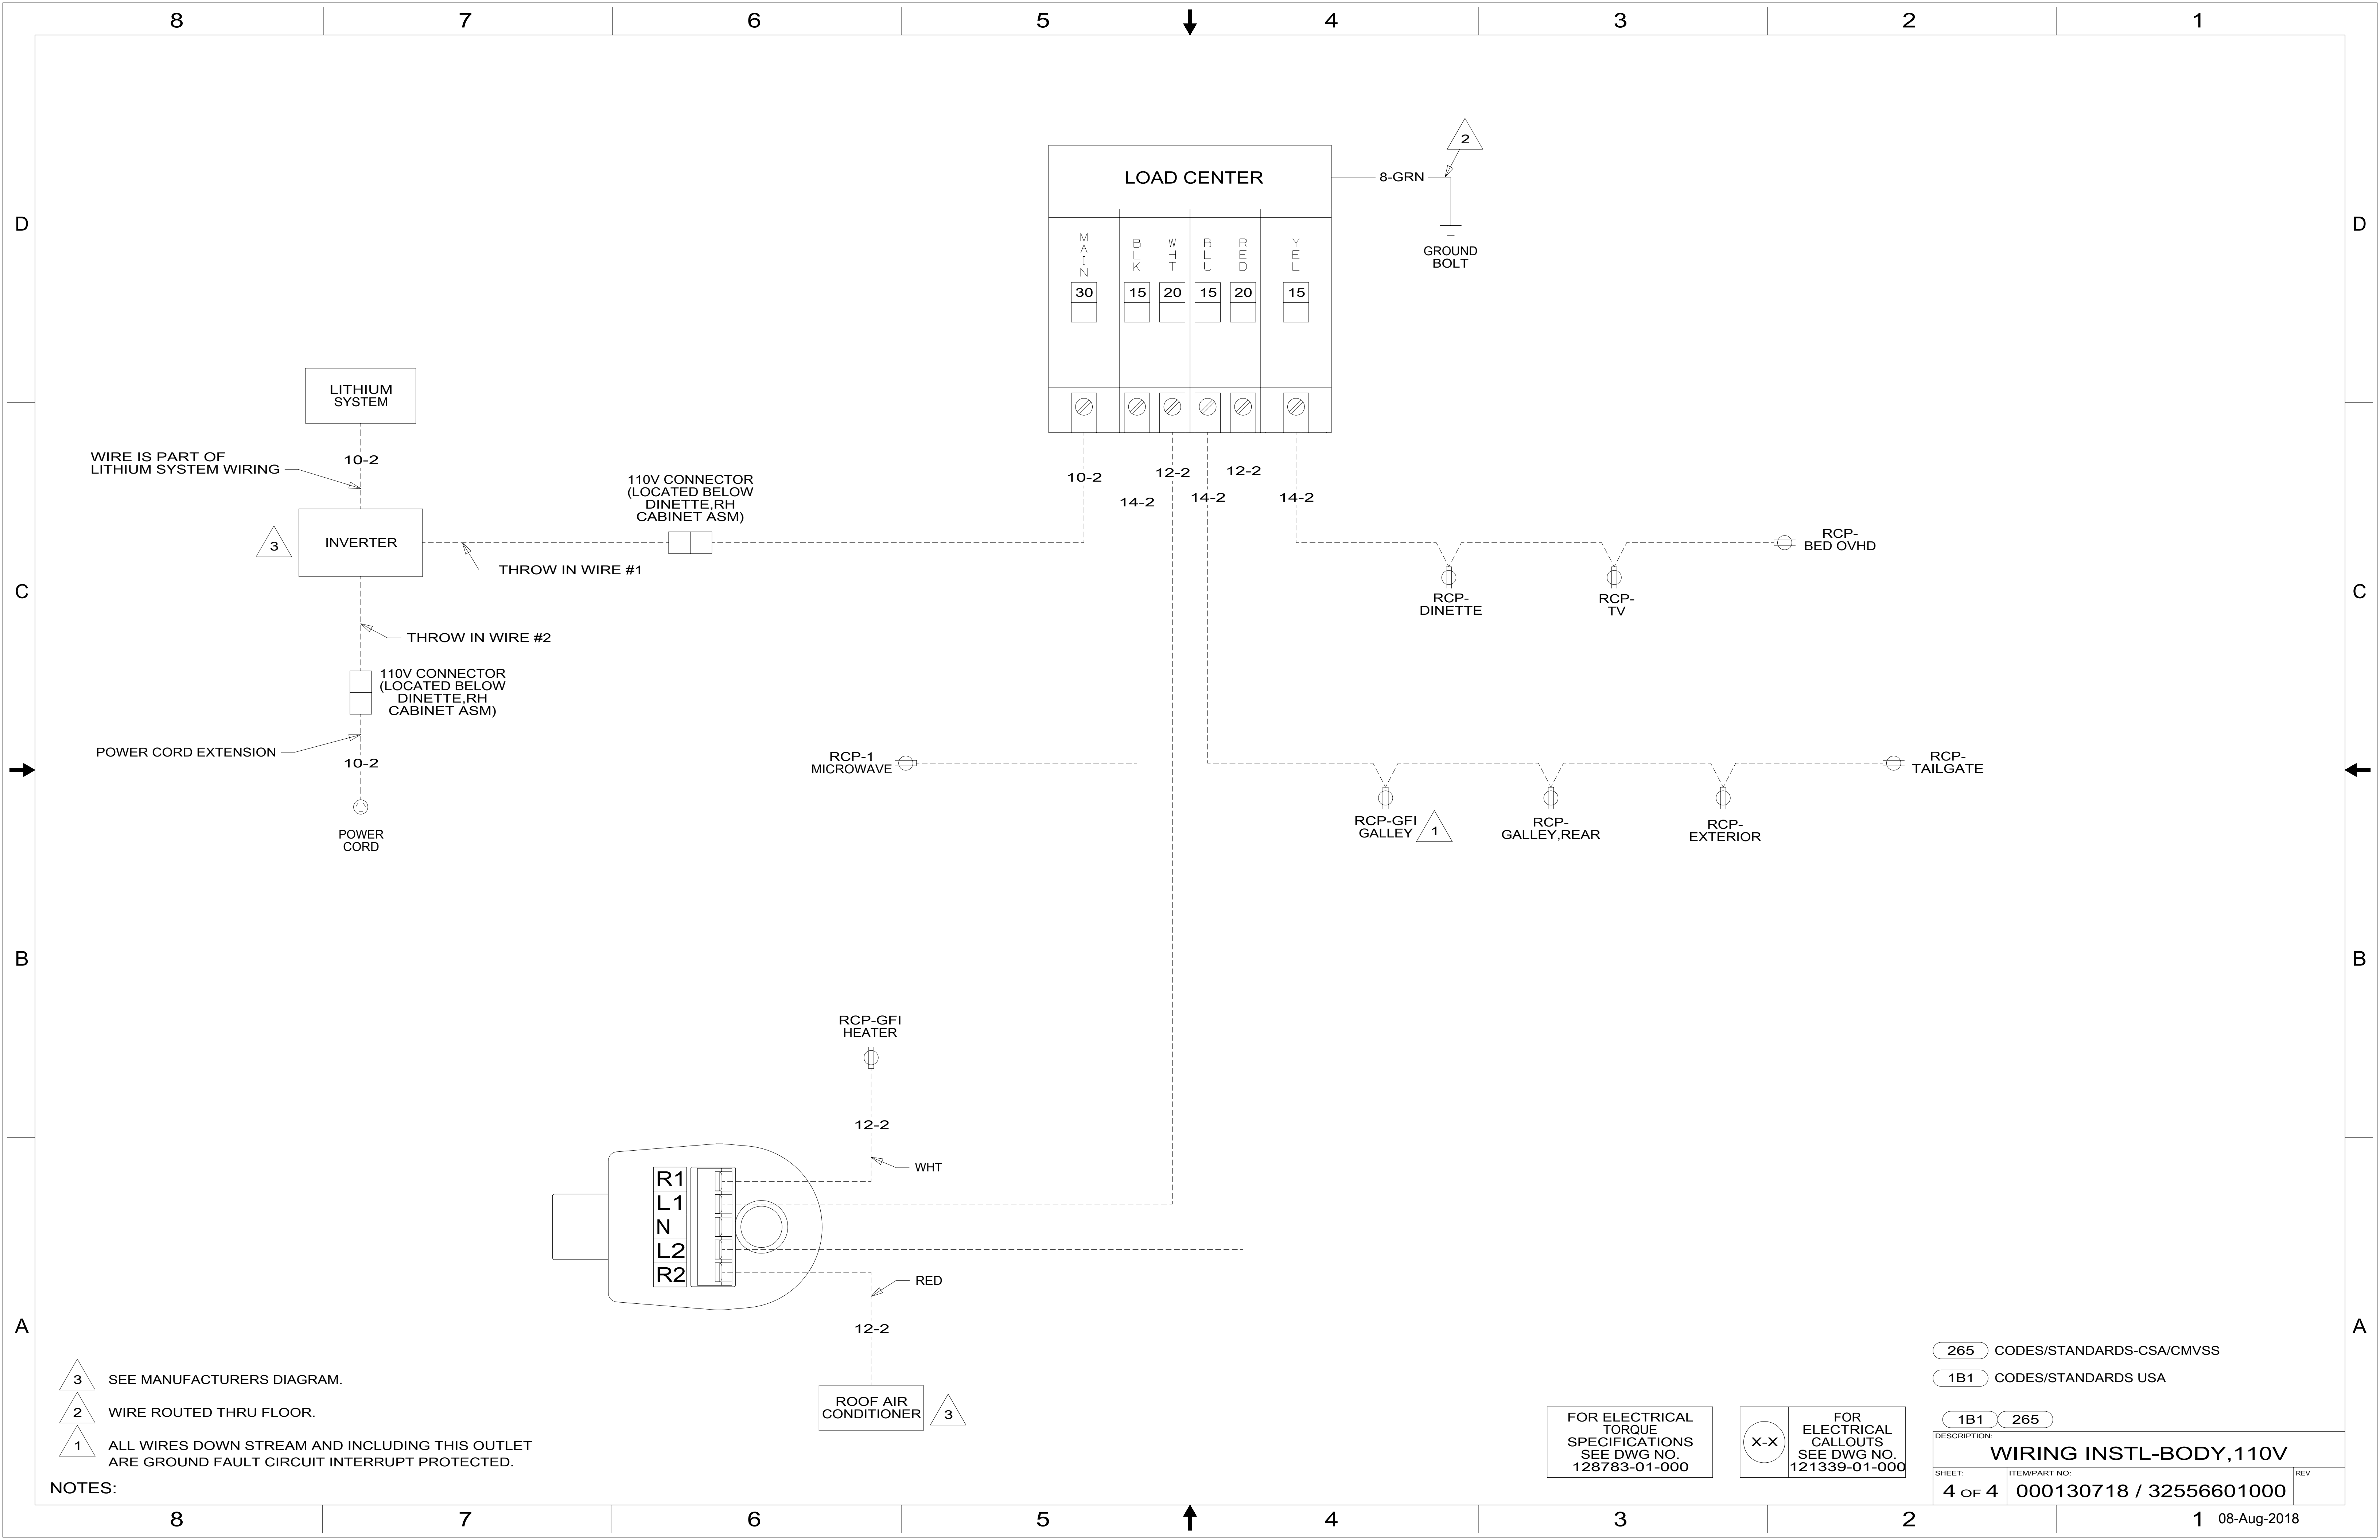 8 7 6 5 4 3 2 1
D
D
C
C
B
B
A
A
LOAD CENTER
8-GRN
2
GROUND
BOLT
MAIN
BLK
WHT
BLU
RED
YEL
30
15
20
15
20
15
10-2
14-2
12-2
14-2
12-2
14-2
LITHIUM
SYSTEM
WIRE IS PART OF
LITHIUM SYSTEM WIRING
10-2
3
INVERTER
THROW IN WIRE #1
110V CONNECTOR
(LOCATED BELOW
DINETTE,RH
CABINET ASM)
THROW IN WIRE #2
110V CONNECTOR
(LOCATED BELOW
DINETTE,RH
CABINET ASM)
POWER CORD EXTENSION
10-2
POWER
CORD
RCP-
DINETTE
RCP-
TV
RCP-
BED OVHD
RCP-1
MICROWAVE
RCP-GFI
GALLEY
1
RCP-
GALLEY,REAR
RCP-
EXTERIOR
RCP-
TAILGATE
RCP-GFI
HEATER
12-2
WHT
R1
L1
N
L2
R2
RED
12-2
ROOF AIR
CONDITIONER
3
3
SEE MANUFACTURERS DIAGRAM.
2
WIRE ROUTED THRU FLOOR.
1
ALL WIRES DOWN STREAM AND INCLUDING THIS OUTLET
ARE GROUND FAULT CIRCUIT INTERRUPT PROTECTED.
NOTES:
FOR ELECTRICAL
TORQUE
SPECIFICATIONS
SEE DWG NO.
128783-01-000
X-X
FOR
ELECTRICAL
CALLOUTS
SEE DWG NO.
121339-01-000
265 CODES/STANDARDS-CSA/CMVSS
1B1 CODES/STANDARDS USA
1B1 265
DESCRIPTION:
WIRING INSTL-BODY,110V
SHEET:
4 OF 4
ITEM/PART NO:
000130718 / 32556601000
REV
8 7 6 5 4 3 2 1
08-Aug-2018